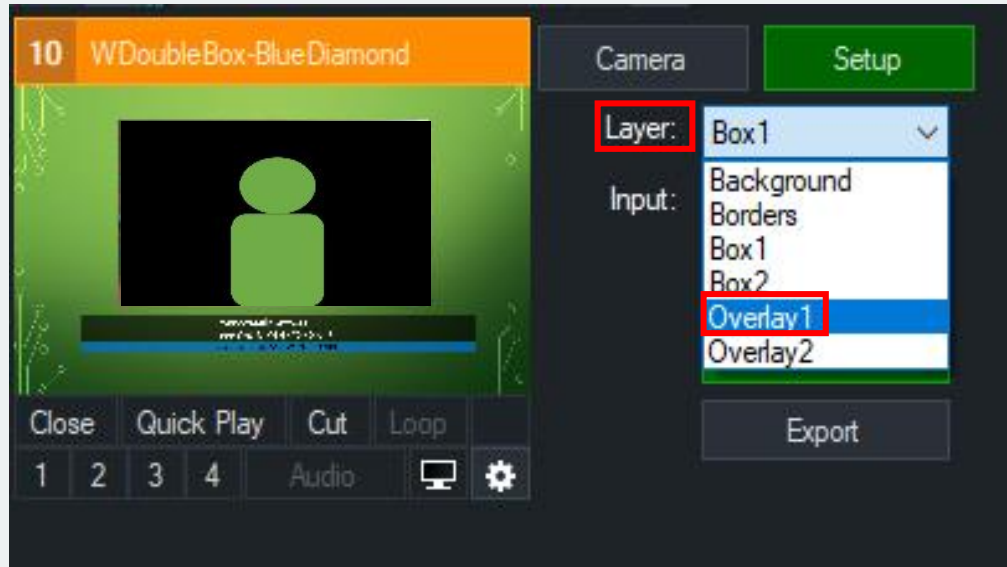 10 WDoubleBox-BlueDiamond
Camera Setup
Layer: Box1
Input:
Background
Borders
Box1
Box2
Overlay1
Overlay2
Export
Close Quick Play Cut Loop
1 2 3 4 Audio